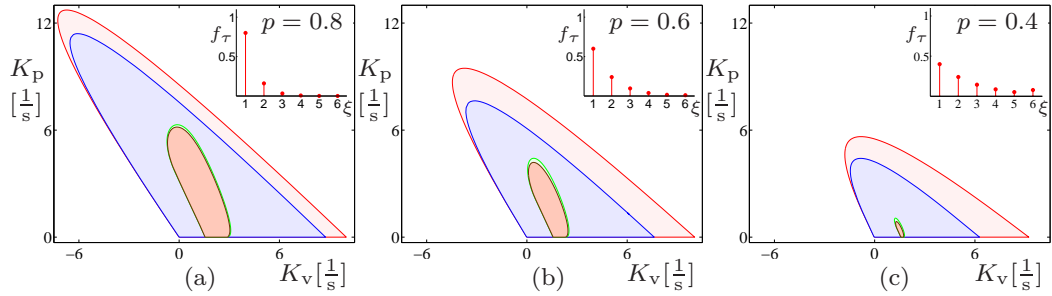 12
K_p
[1/s]
6
0
-6
0
6
K_v[1/s]
(a)
p = 0.8
f_τ
1
0.5
1 2 3 4 5 6 ξ
12
K_p
[1/s]
6
0
-6
0
6
K_v[1/s]
(b)
p = 0.6
f_τ
1
0.5
1 2 3 4 5 6 ξ
12
K_p
[1/s]
6
0
-6
0
6
K_v[1/s]
(c)
p = 0.4
f_τ
1
0.5
1 2 3 4 5 6 ξ